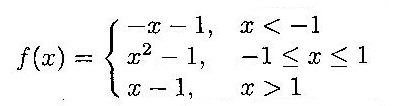 −x − 1, x < −1
f(x) = { x² − 1, −1 ≤ x ≤ 1
x − 1, x > 1